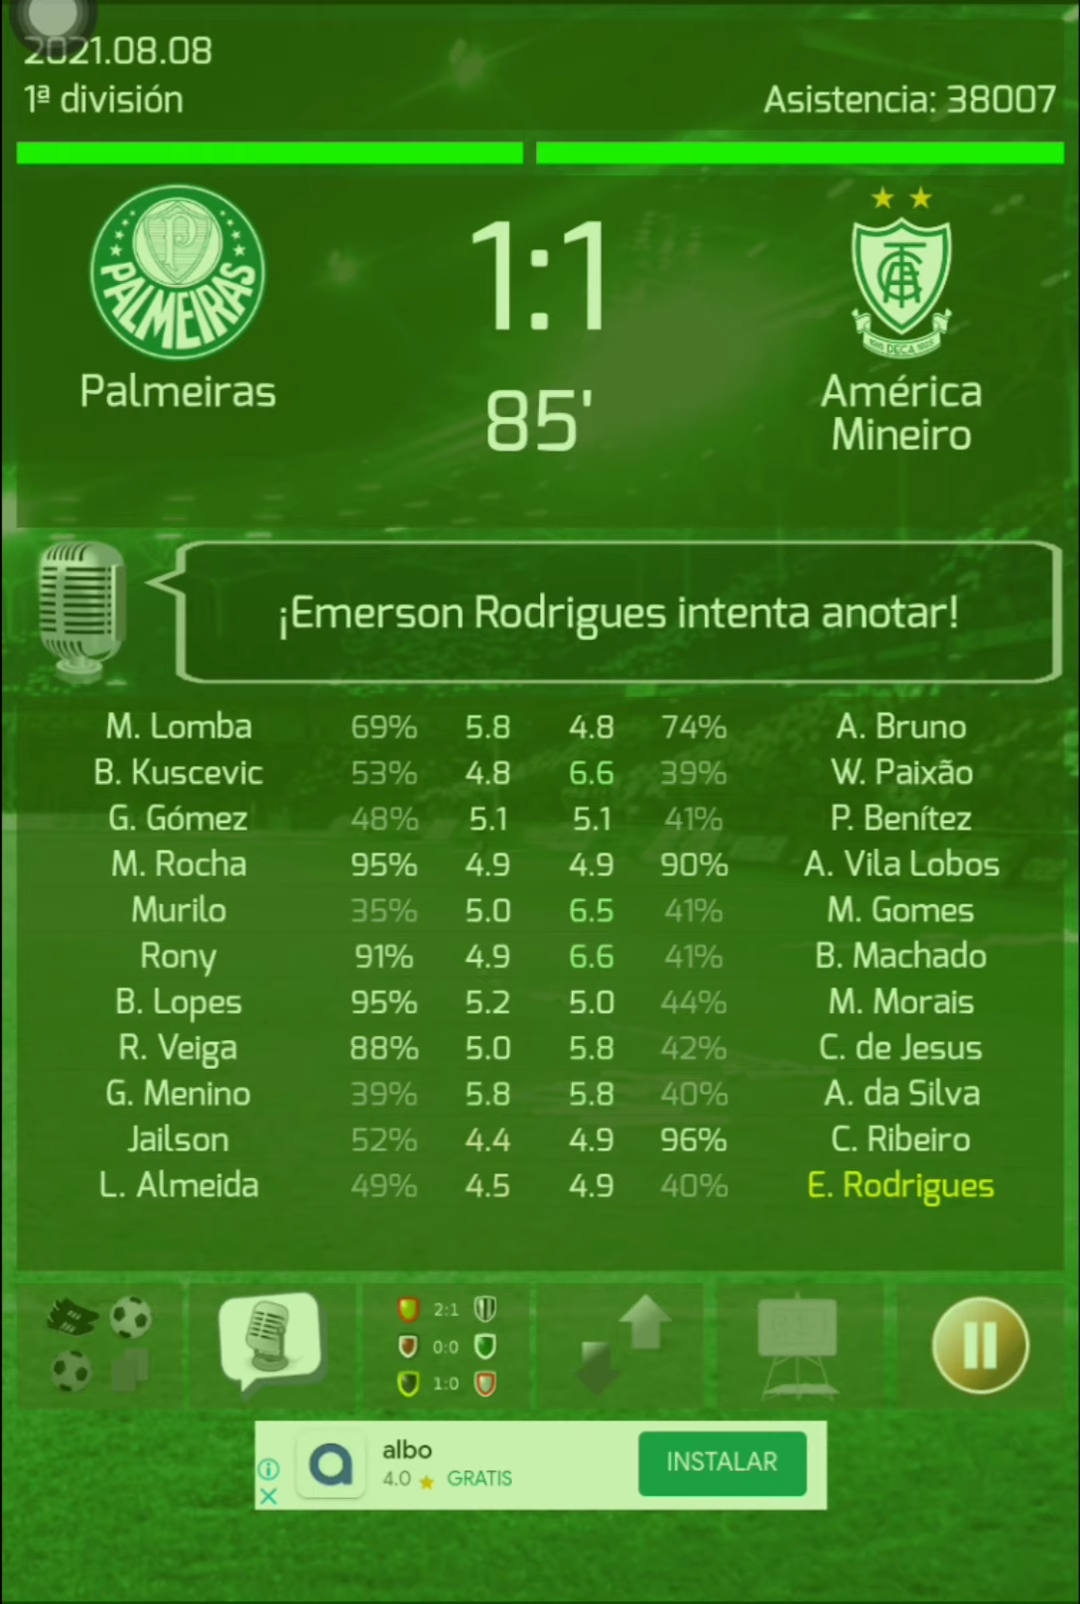 2021.08.08
1ª división
Asistencia: 38007
PALMEIRAS
1:1
DECA
Palmeiras
América
Mineiro
85'
¡Emerson Rodrigues intenta anotar!
M. Lomba 69% 5.8 4.8 74% A. Bruno
B. Kuscevic 53% 4.8 6.6 39% W. Paixão
G. Gómez 48% 5.1 5.1 41% P. Benítez
M. Rocha 95% 4.9 4.9 90% A. Vila Lobos
Murilo 35% 5.0 6.5 41% M. Gomes
Rony 91% 4.9 6.6 41% B. Machado
B. Lopes 95% 5.2 5.0 44% M. Morais
R. Veiga 88% 5.0 5.8 42% C. de Jesus
G. Menino 39% 5.8 5.8 40% A. da Silva
Jailson 52% 4.4 4.9 96% C. Ribeiro
L. Almeida 49% 4.5 4.9 40% E. Rodrigues
2:1
0:0
1:0
albo
4.0 GRATIS
INSTALAR